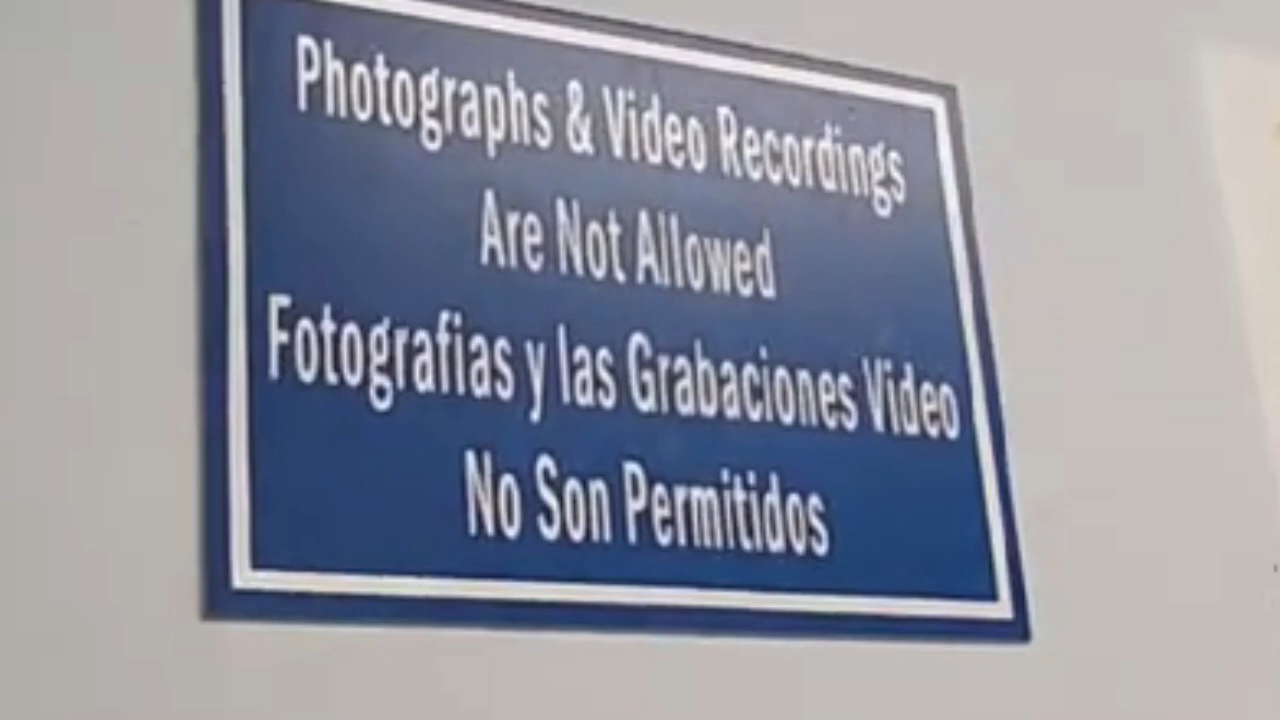 Photographs & Video Recordings
Are Not Allowed
Fotografias y las Grabaciones Video
No Son Permitidos